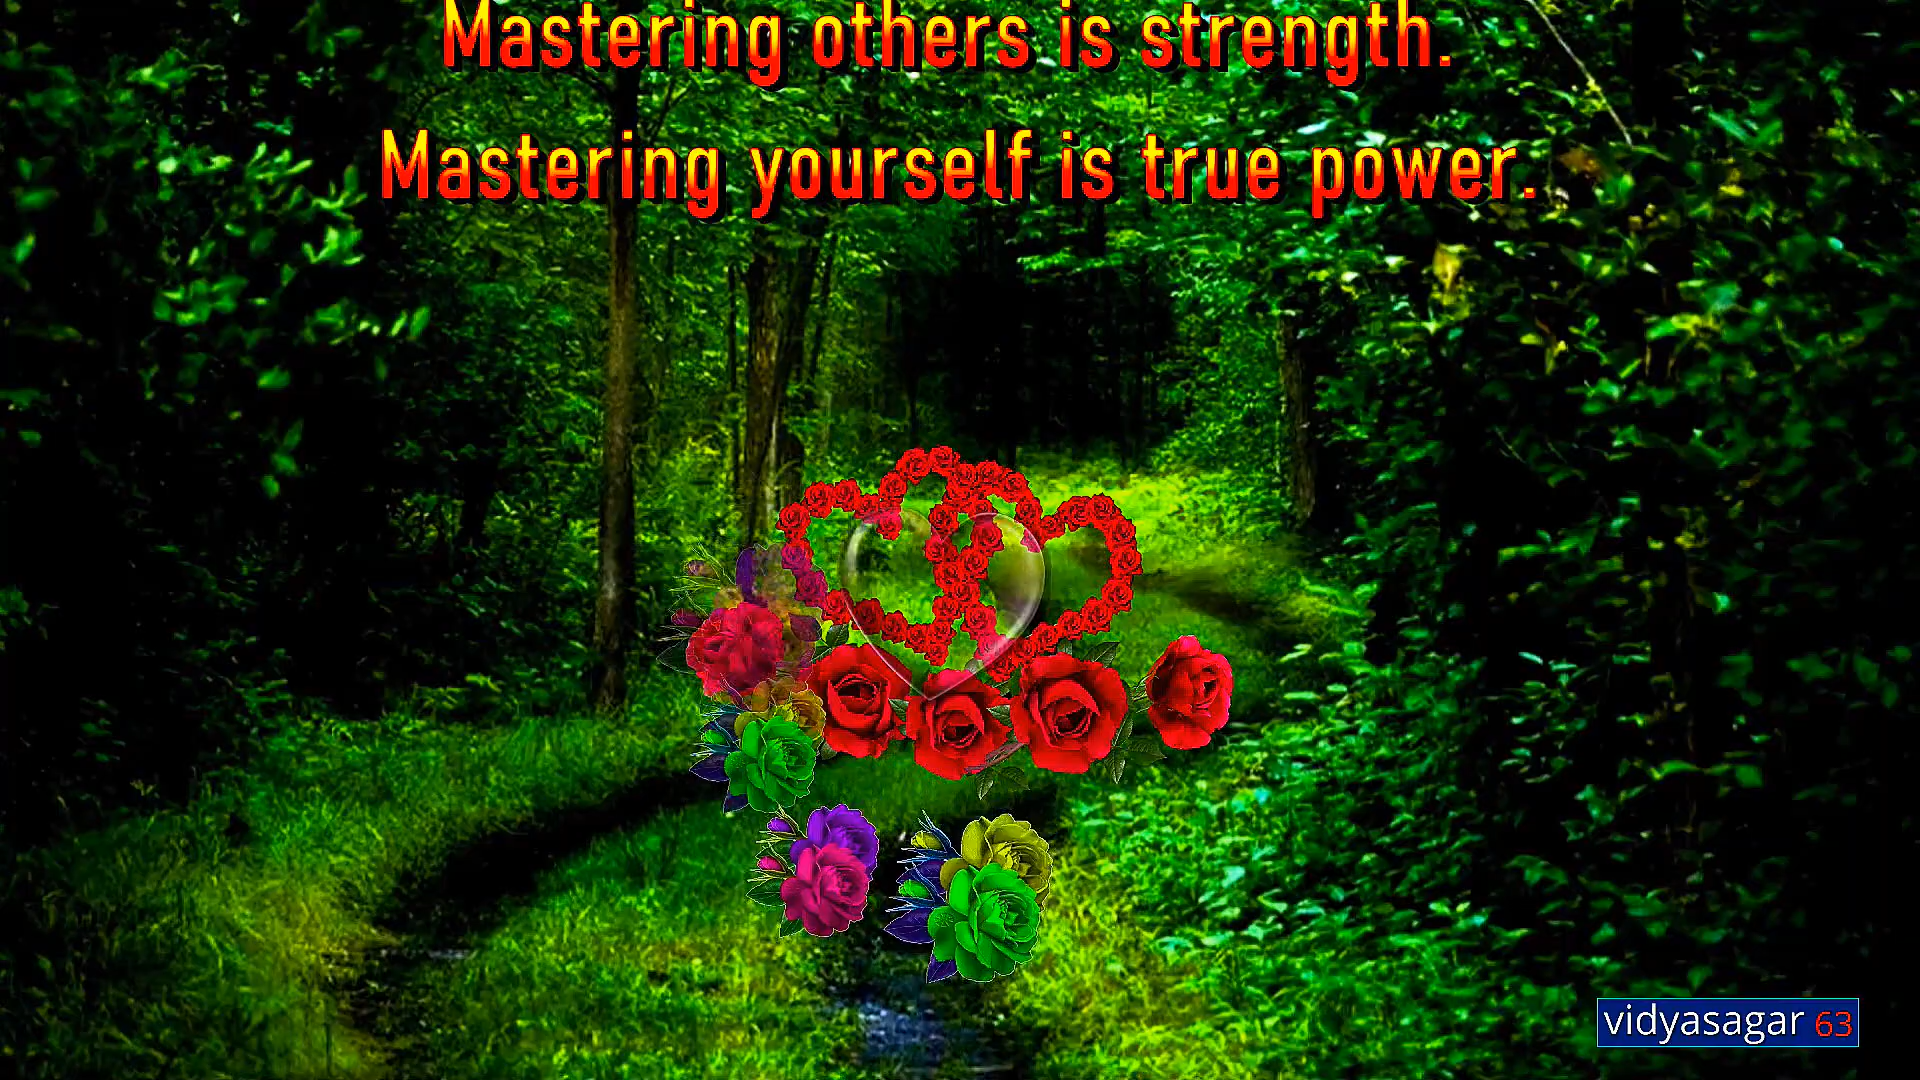 Mastering others is strength.
Mastering yourself is true power.
vidyasagar 63